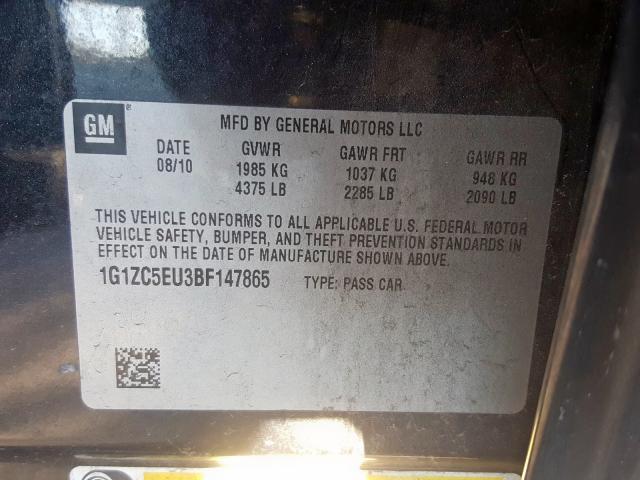 GM ®
MFD BY GENERAL MOTORS LLC
DATE GVWR GAWR FRT GAWR RR
08/10 1985 KG 1037 KG 948 KG
4375 LB 2285 LB 2090 LB
THIS VEHICLE CONFORMS TO ALL APPLICABLE U.S. FEDERAL MOTOR
VEHICLE SAFETY, BUMPER, AND THEFT PREVENTION STANDARDS IN
EFFECT ON THE DATE OF MANUFACTURE SHOWN ABOVE.
1G1ZC5EU3BF147865 TYPE: PASS CAR